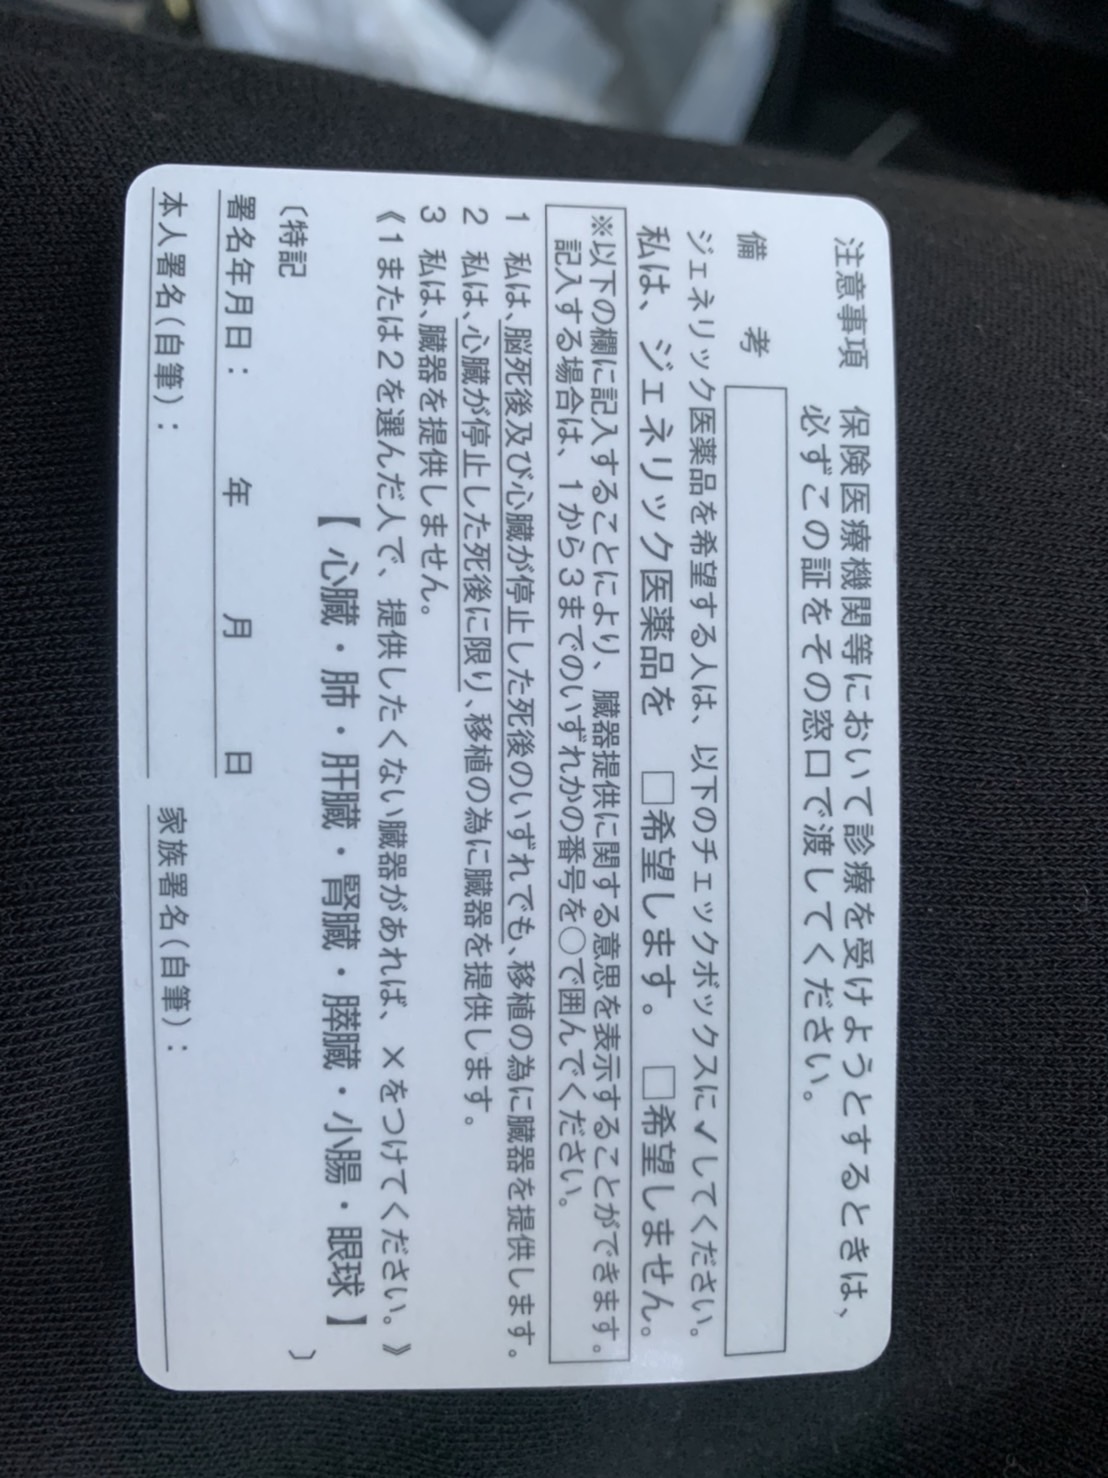 注意事項　保険医療機関等において診療を受けようとするときは、
必ずこの証をその窓口で渡してください。
備　考
ジェネリック医薬品を希望する人は、以下のチェックボックスに✓してください。
私は、ジェネリック医薬品を　□希望します。　□希望しません。
※以下の欄に記入することにより、臓器提供に関する意思を表示することができます。
記入する場合は、1から3までのいずれかの番号を○で囲んでください。
1　私は、脳死後及び心臓が停止した死後のいずれでも、移植の為に臓器を提供します。
2　私は、心臓が停止した死後に限り、移植の為に臓器を提供します。
3　私は、臓器を提供しません。
《1または2を選んだ人で、提供したくない臓器があれば、×をつけてください。》
【 心臓・肺・肝臓・腎臓・膵臓・小腸・眼球 】
〔特記　〕
署名年月日：　年　月　日
本人署名（自筆）：　家族署名（自筆）：